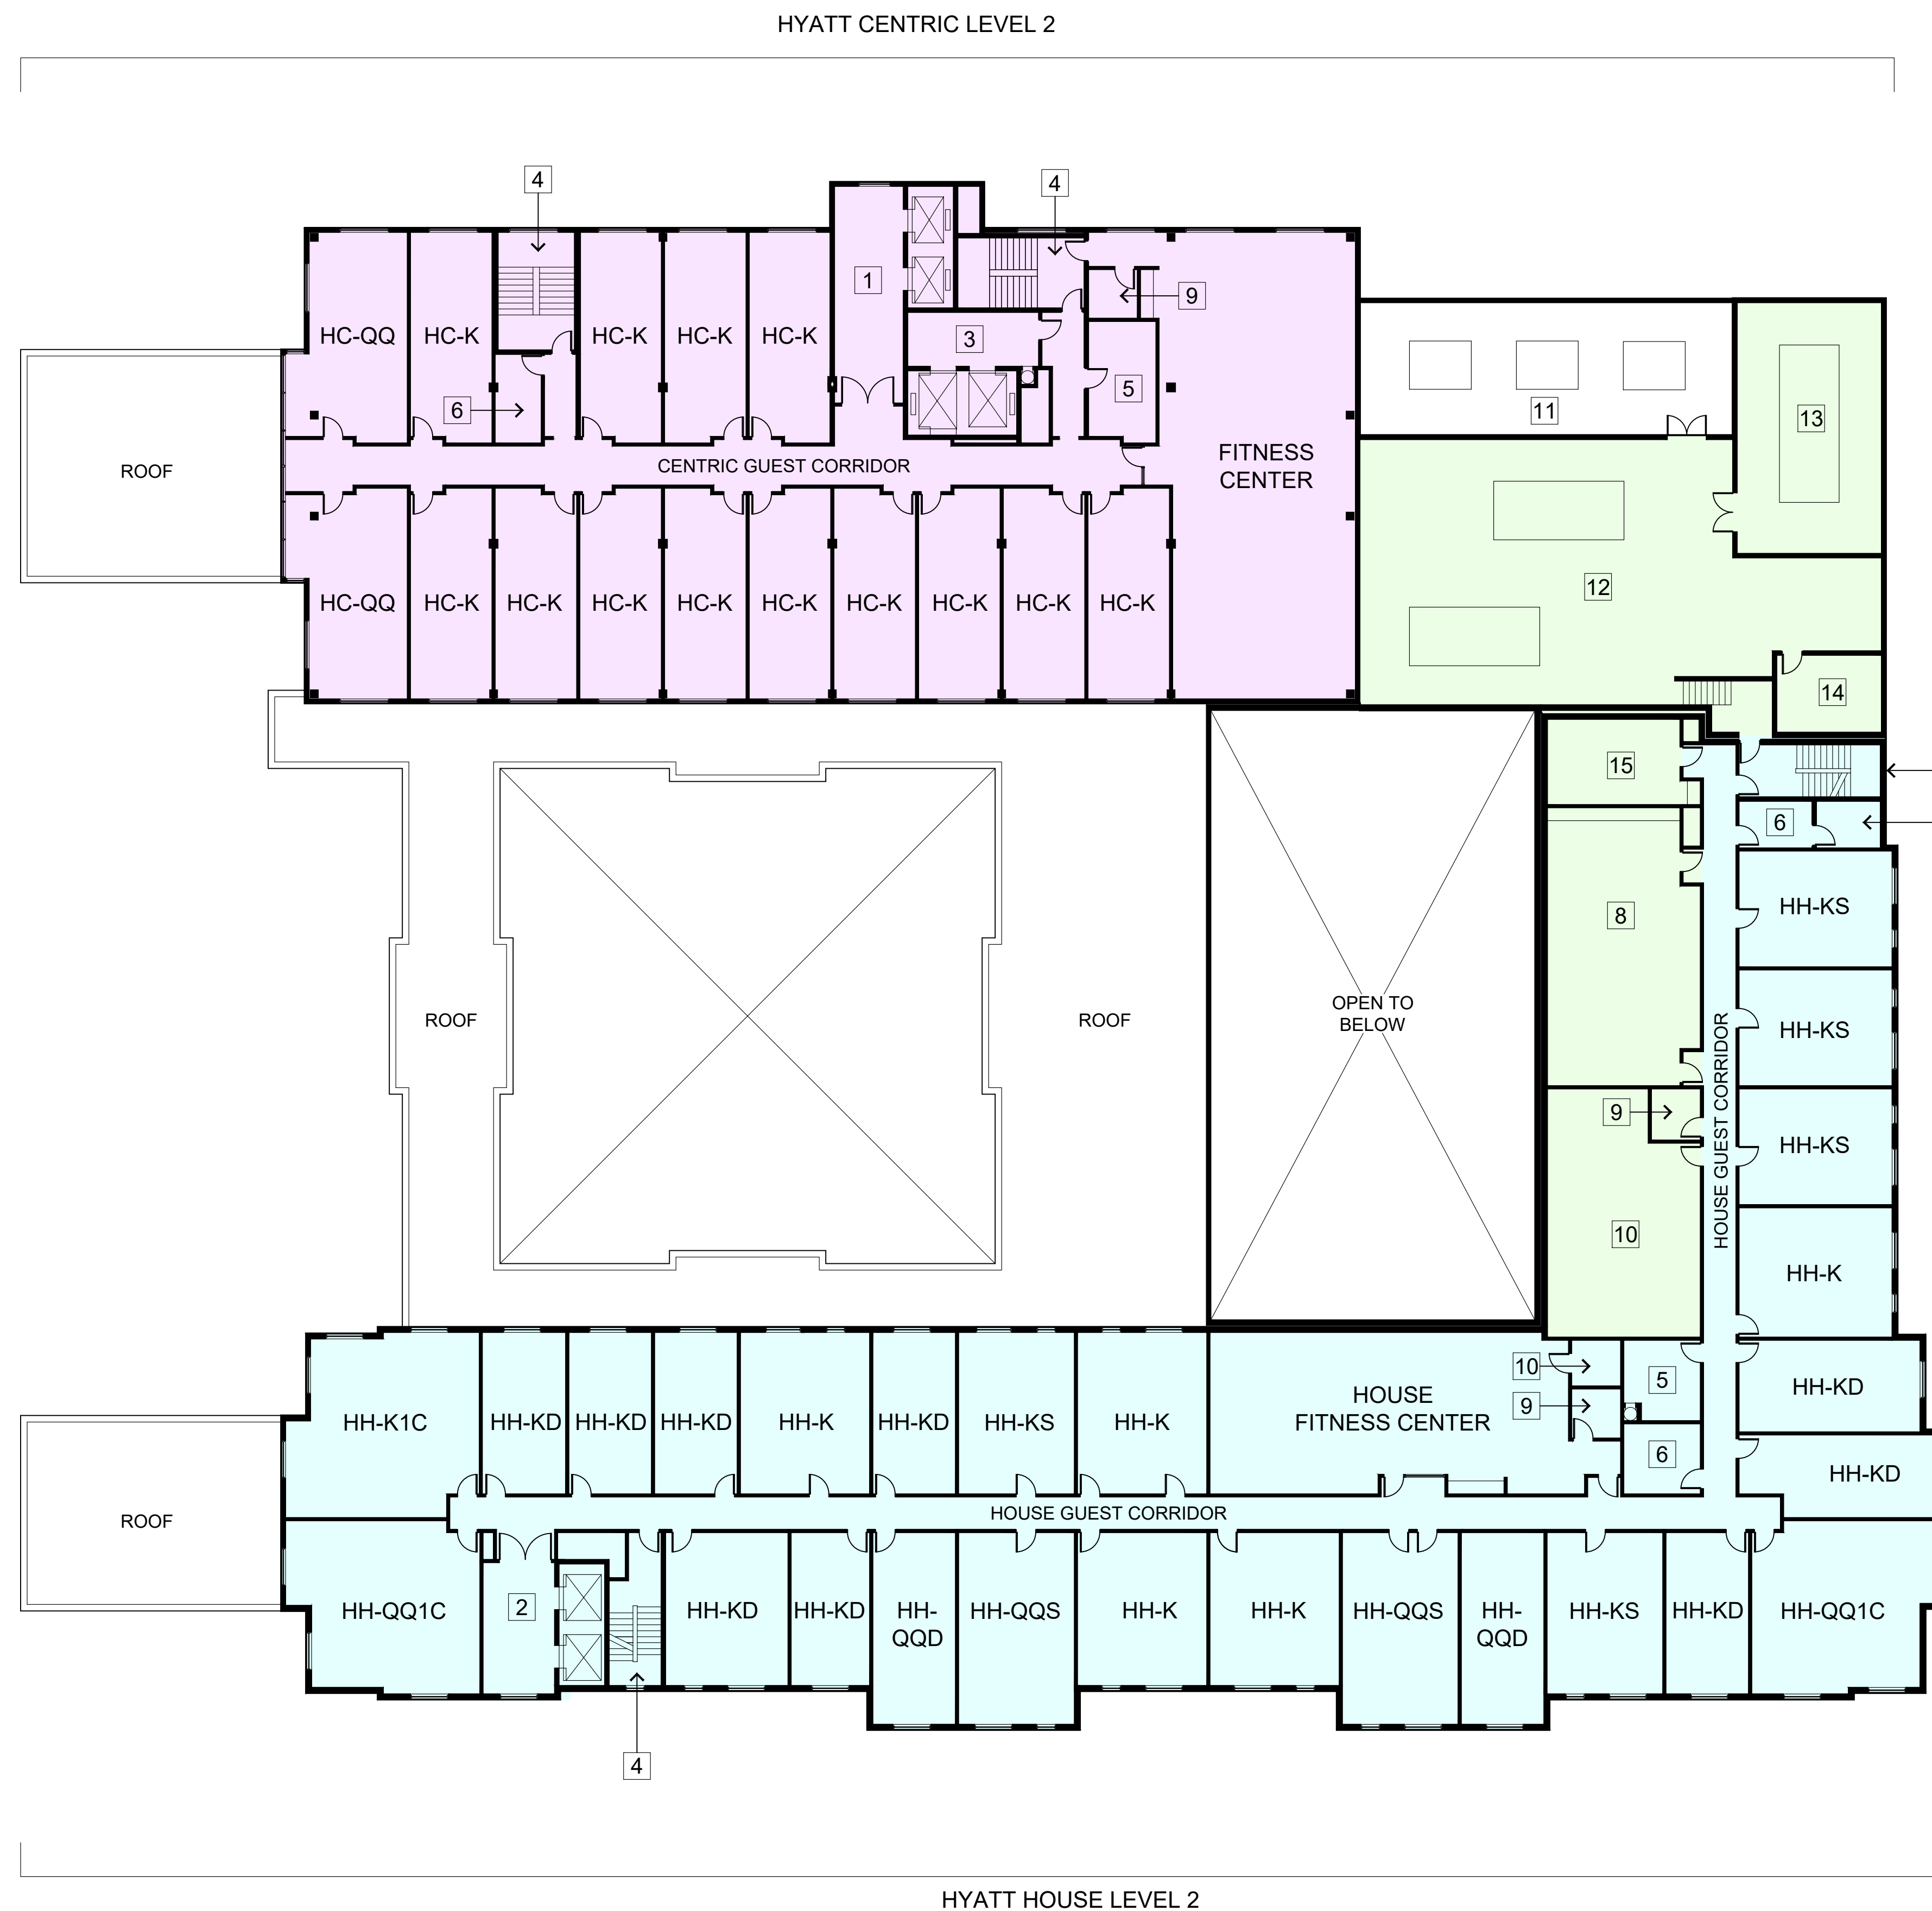 HYATT CENTRIC LEVEL 2
4
4
1
9
HC-QQ
HC-K
HC-K
HC-K
HC-K
3
5
6
11
13
ROOF
CENTRIC GUEST CORRIDOR
FITNESS
CENTER
12
HC-QQ
HC-K
HC-K
HC-K
HC-K
HC-K
HC-K
HC-K
HC-K
HC-K
14
15
6
8
HH-KS
ROOF
ROOF
OPEN TO
BELOW
HH-KS
HOUSE GUEST CORRIDOR
9
HH-KS
10
HH-K
10
5
HH-KD
HH-K1C
HH-KD
HH-KD
HH-KD
HH-K
HH-KD
HH-KS
HH-K
HOUSE
FITNESS CENTER
9
6
HH-KD
ROOF
HOUSE GUEST CORRIDOR
HH-QQ1C
2
HH-KD
HH-KD
HH-
QQD
HH-QQS
HH-K
HH-K
HH-QQS
HH-
QQD
HH-KS
HH-KD
HH-QQ1C
4
HYATT HOUSE LEVEL 2